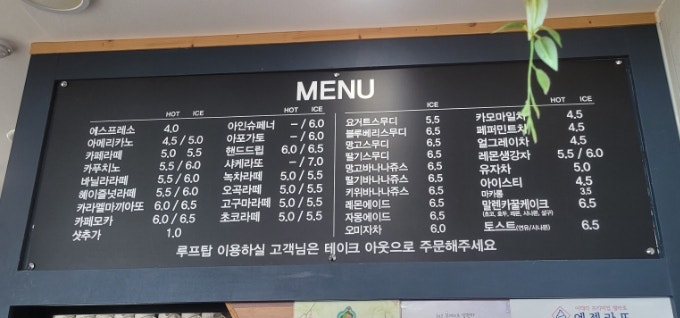 MENU
HOT ICE
에스프레소 4.0
아메리카노 4.5 / 5.0
카페라떼 5.0 5.5
카푸치노 5.5 / 6.0
바닐라라떼 5.5 / 6.0
헤이즐넛라떼 5.5 / 6.0
카라멜마끼아또 6.0 / 6.5
카페모카 6.0 / 6.5
샷추가 1.0
HOT ICE
아인슈페너 – / 6.0
아포가토 – / 6.0
핸드드립 6.0 / 6.5
샤케라또 – / 7.0
녹차라떼 5.0 / 5.5
오곡라떼 5.0 / 5.5
고구마라떼 5.0 / 5.5
초코라떼 5.0 / 5.5
ICE
요거트스무디 5.5
블루베리스무디 6.5
망고스무디 6.5
딸기스무디 6.5
망고바나나쥬스 6.5
딸기바나나쥬스 6.5
키위바나나쥬스 6.5
레몬에이드 6.5
자몽에이드 6.5
오미자차 6.0
HOT ICE
카모마일차 4.5
페퍼민트차 4.5
얼그레이차 4.5
레몬생강차 5.5 / 6.0
유자차 5.0
아이스티 4.5
마카롱 3.5
말렌카꿀케이크 6.5
토스트(연유/시나몬) 6.5
루프탑 이용하실 고객님은 테이크 아웃으로 주문해주세요